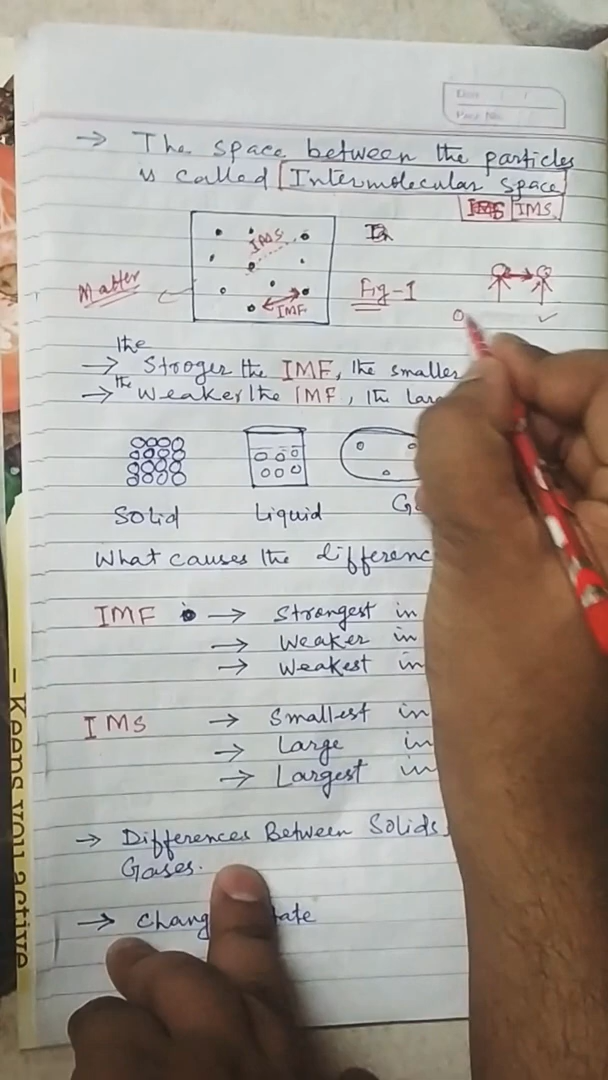 Date
Page No.
→ The space between the particles
is called Intermolecular space
IMS IMS
IMS
Matter
IMF
Fig-1
→ the Stroger the IMF, the smaller
→ the Weaker the IMF, the lar
Solid Liquid G
What causes the differenc
IMF → Strongest in
→ Weaker in
→ Weakest in
IMS → Smallest in
→ Large in
→ Largest in
→ Differences Between Solids,
Gases.
→ Chang tate
– Keeps you active